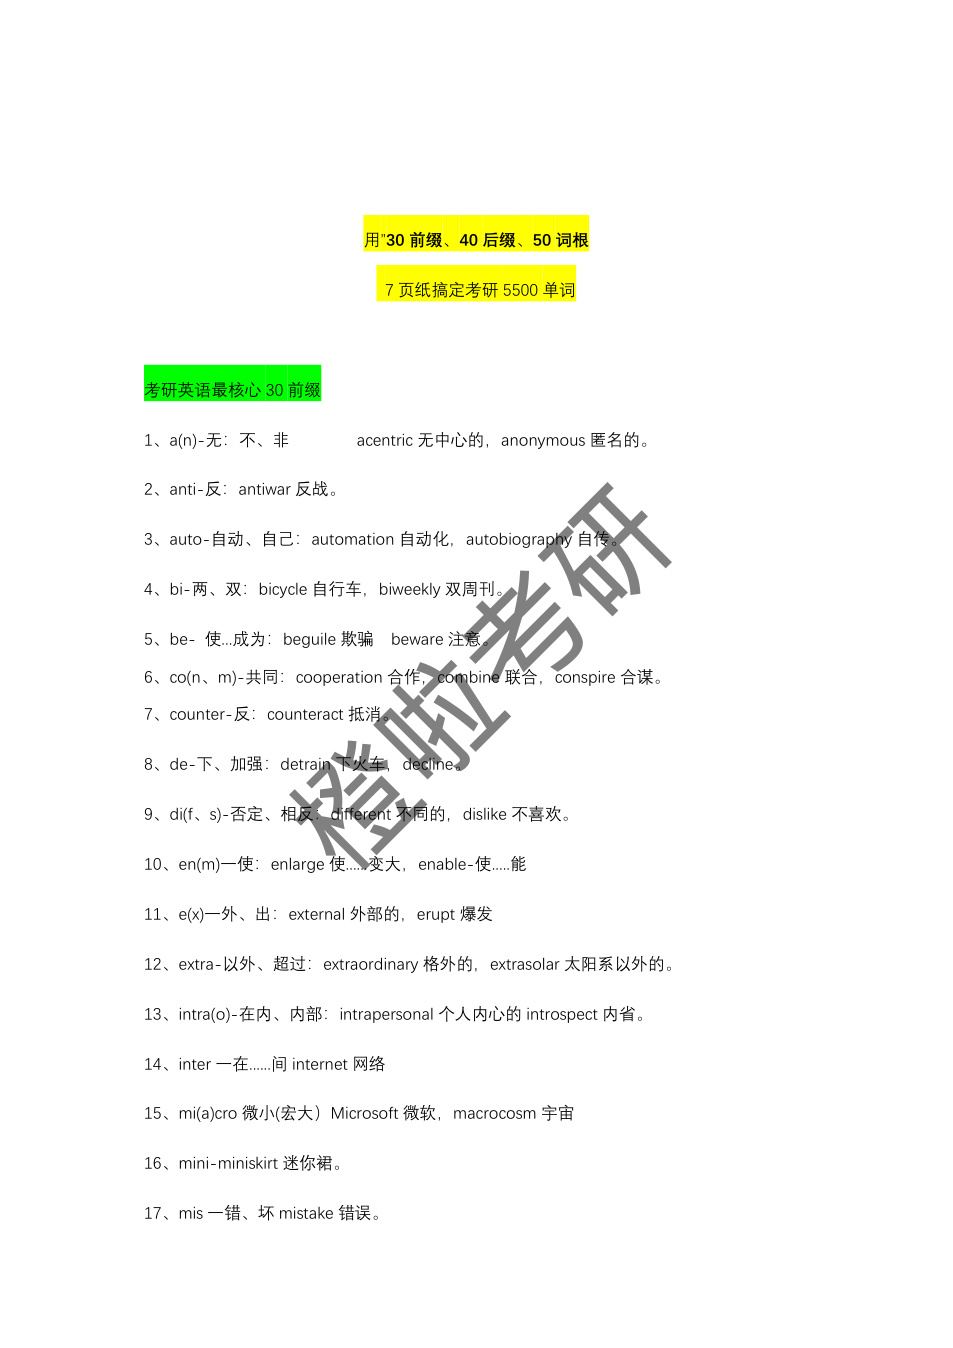 用”30 前缀、40 后缀、50 词根
7 页纸搞定考研 5500 单词
考研英语最核心 30 前缀
1、a(n)-无：不、非 acentric 无中心的，anonymous 匿名的。
2、anti-反：antiwar 反战。
3、auto-自动、自己：automation 自动化，autobiography 自传。
4、bi-两、双：bicycle 自行车，biweekly 双周刊。
5、be- 使...成为：beguile 欺骗 beware 注意。
6、co(n、m)-共同：cooperation 合作，combine 联合，conspire 合谋。
7、counter-反：counteract 抵消。
8、de-下、加强：detrain 下火车，decline。
9、di(f、s)-否定、相反：different 不同的，dislike 不喜欢。
10、en(m)一使：enlarge 使......变大，enable-使.....能
11、e(x)一外、出：external 外部的，erupt 爆发
12、extra-以外、超过：extraordinary 格外的，extrasolar 太阳系以外的。
13、intra(o)-在内、内部：intrapersonal 个人内心的 introspect 内省。
14、inter 一在......间 internet 网络
15、mi(a)cro 微小(宏大）Microsoft 微软，macrocosm 宇宙
16、mini-miniskirt 迷你裙。
17、mis 一错、坏 mistake 错误。
橙啦考研